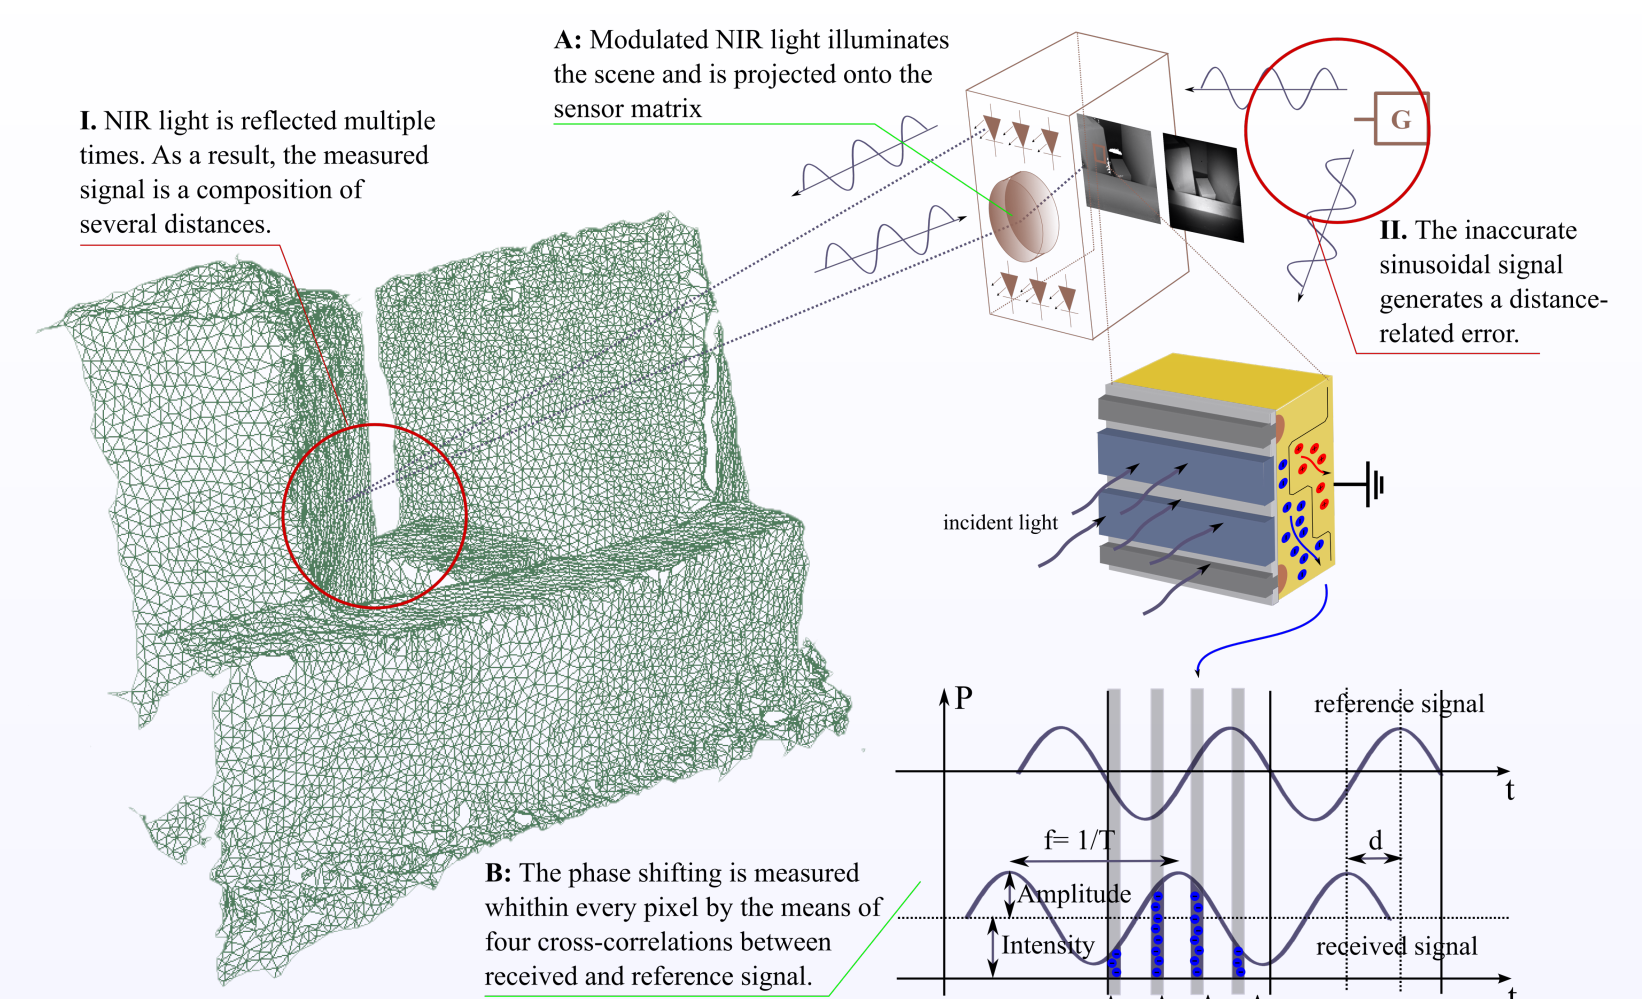 A: Modulated NIR light illuminates
the scene and is projected onto the
sensor matrix
I. NIR light is reflected multiple
times. As a result, the measured
signal is a composition of
several distances.
G
II. The inaccurate
sinusoidal signal
generates a distance-
related error.
incident light
P
reference signal
t
f= 1/T
d
Amplitude
Intensity
received signal
t
B: The phase shifting is measured
whithin every pixel by the means of
four cross-correlations between
received and reference signal.